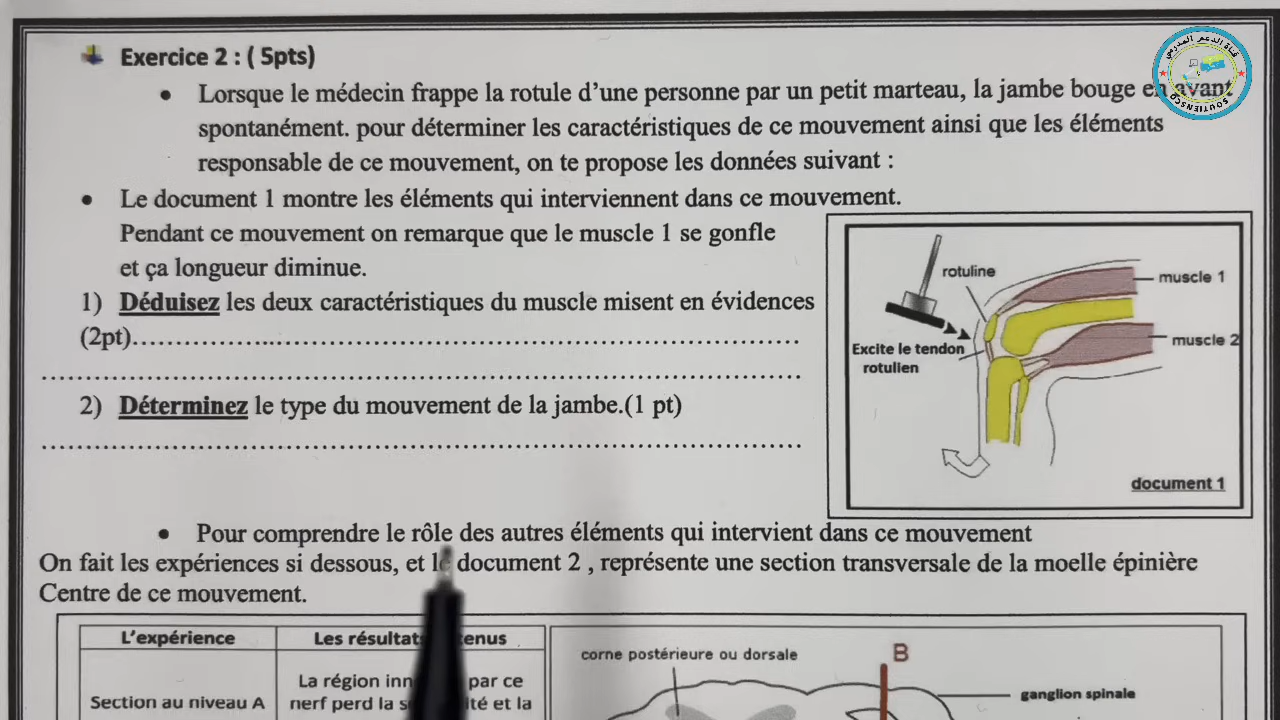 Exercice 2 : ( 5pts)
Lorsque le médecin frappe la rotule d'une personne par un petit marteau, la jambe bouge en avant
spontanément. pour déterminer les caractéristiques de ce mouvement ainsi que les éléments
responsable de ce mouvement, on te propose les données suivant :
Le document 1 montre les éléments qui interviennent dans ce mouvement.
Pendant ce mouvement on remarque que le muscle 1 se gonfle
et ça longueur diminue.
1) Déduisez les deux caractéristiques du muscle misent en évidences
(2pt)
2) Déterminez le type du mouvement de la jambe.(1 pt)
rotuline
muscle 1
muscle 2
Excite le tendon
rotulien
document 1
Pour comprendre le rôle des autres éléments qui intervient dans ce mouvement
On fait les expériences si dessous, et le document 2 , représente une section transversale de la moelle épinière
Centre de ce mouvement.
L'expérience
Les résultats
Section au niveau A
La région par ce
nerf perd la et la
corne postérieure ou dorsale
B
ganglion spinale
قناة الدعم المدرسي
SOUTIENSCO